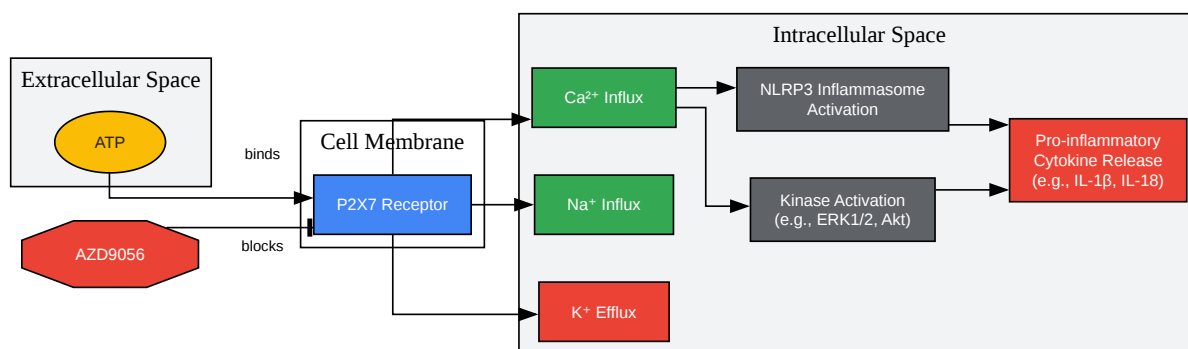 Extracellular Space
ATP
AZD9056
binds
blocks
Cell Membrane
P2X7 Receptor
Intracellular Space
Ca²⁺ Influx
Na⁺ Influx
K⁺ Efflux
NLRP3 Inflammasome
Activation
Kinase Activation
(e.g., ERK1/2, Akt)
Pro-inflammatory
Cytokine Release
(e.g., IL-1β, IL-18)